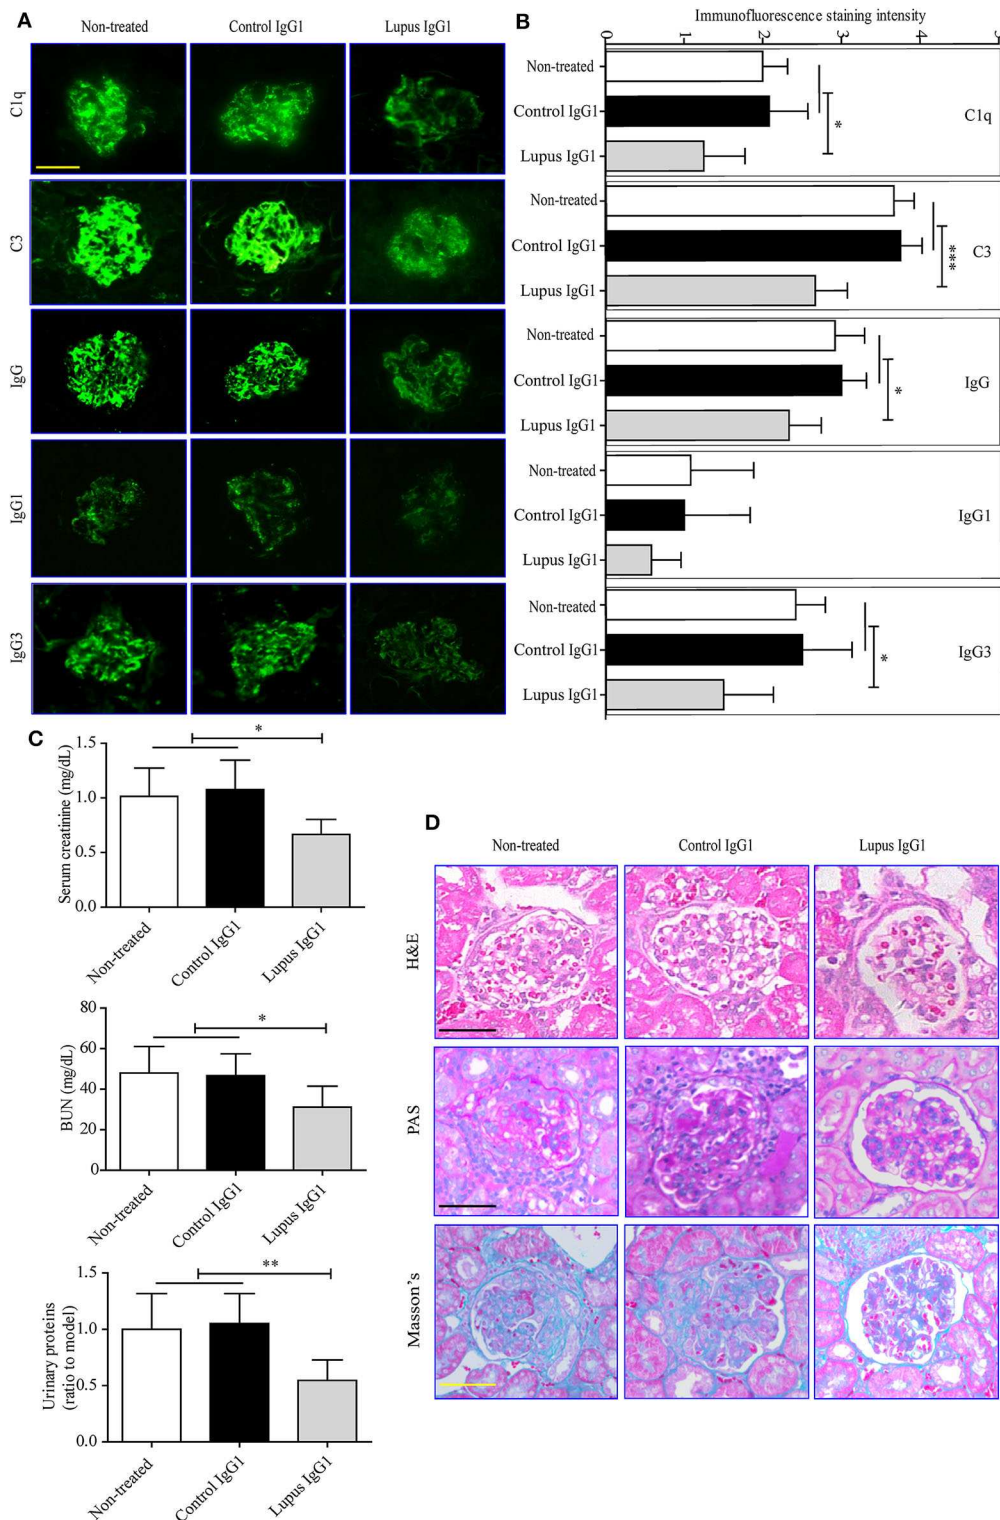 A
Non-treated Control IgG1 Lupus IgG1
C1q
C3
IgG
IgG1
IgG3
B
Immunofluorescence staining intensity
0 1 2 3 4 5
Non-treated
Control IgG1
Lupus IgG1
*
C1q
Non-treated
Control IgG1
Lupus IgG1
***
C3
Non-treated
Control IgG1
Lupus IgG1
*
IgG
Non-treated
Control IgG1
Lupus IgG1
IgG1
Non-treated
Control IgG1
Lupus IgG1
*
IgG3
C
Serum creatinine (mg/dL)
1.5
1.0
0.5
0.0
*
Non-treated
Control IgG1
Lupus IgG1
BUN (mg/dL)
80
60
40
20
0
*
Non-treated
Control IgG1
Lupus IgG1
Urinary proteins
(ratio to model)
1.5
1.0
0.5
0.0
**
Non-treated
Control IgG1
Lupus IgG1
D
Non-treated Control IgG1 Lupus IgG1
H&E
PAS
Masson's